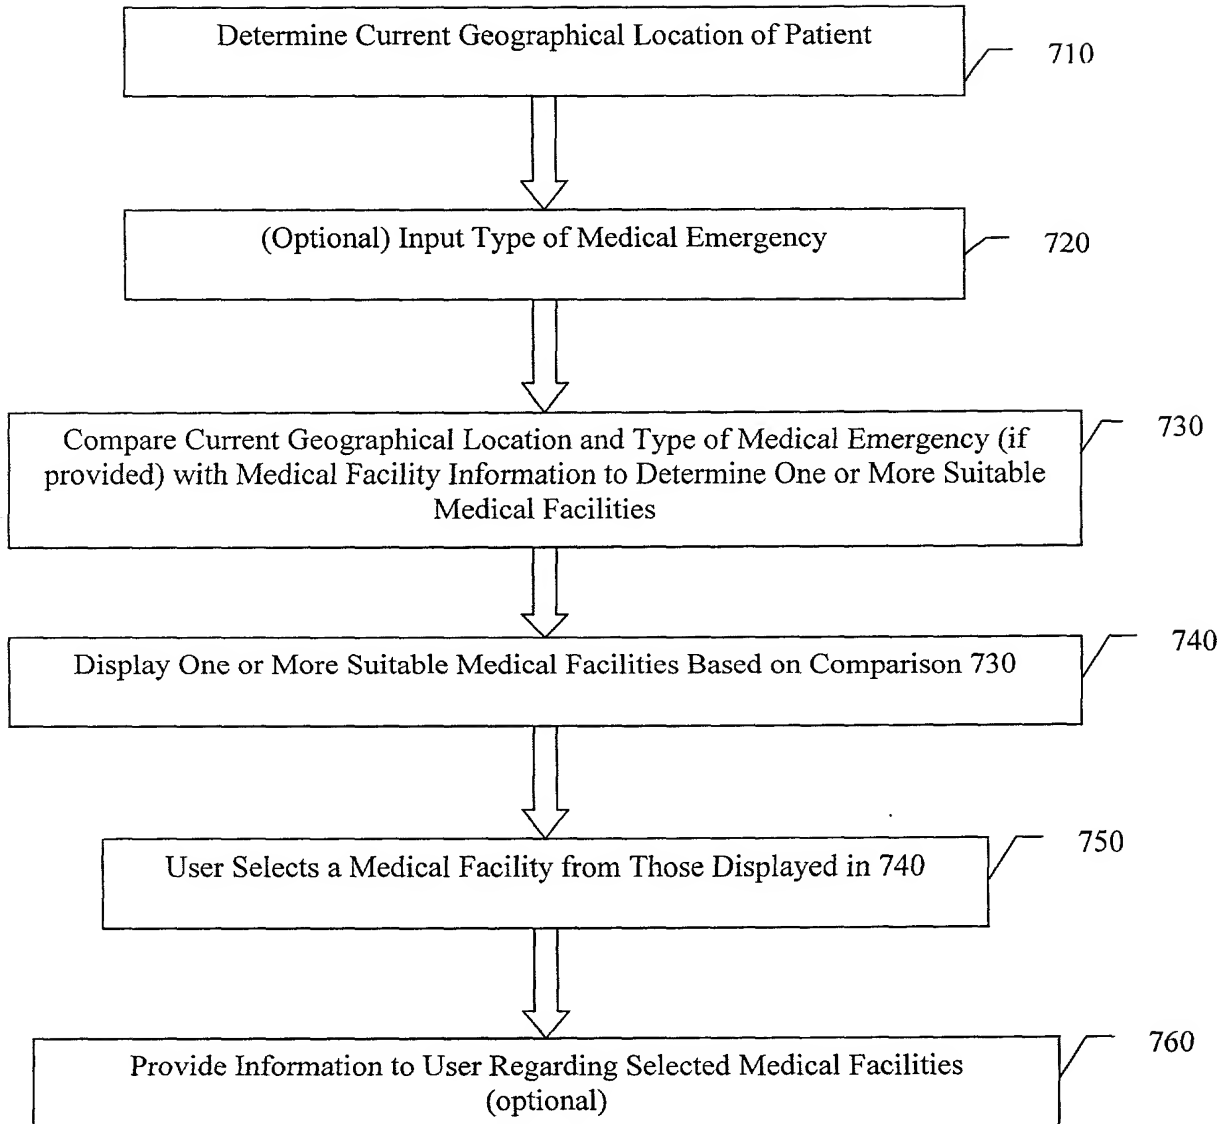 Determine Current Geographical Location of Patient
710
(Optional) Input Type of Medical Emergency
720
Compare Current Geographical Location and Type of Medical Emergency (if
provided) with Medical Facility Information to Determine One or More Suitable
Medical Facilities
730
Display One or More Suitable Medical Facilities Based on Comparison 730
740
User Selects a Medical Facility from Those Displayed in 740
750
Provide Information to User Regarding Selected Medical Facilities
(optional)
760